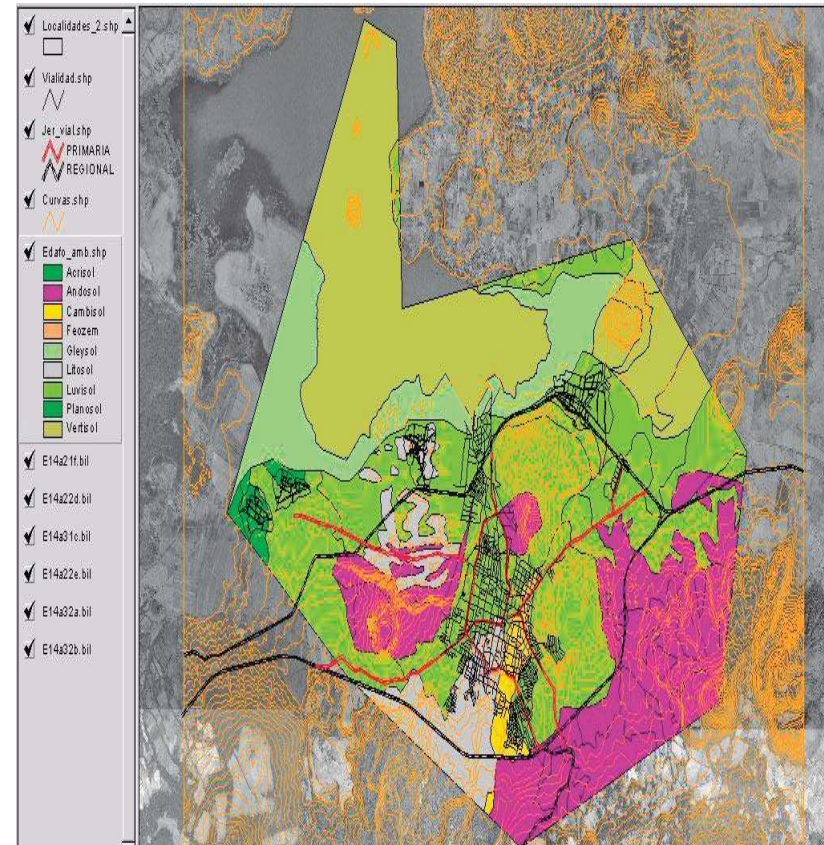 Localidades_2.shp
Vialidad.shp
Jer_vial.shp
PRIMARIA
REGIONAL
Curvas.shp
Edafo_amb.shp
Acrisol
Andosol
Cambisol
Feozem
Gleysol
Litosol
Luvisol
Planosol
Vertisol
E14a21f.bil
E14a22d.bil
E14a31c.bil
E14a22e.bil
E14a32a.bil
E14a32b.bil